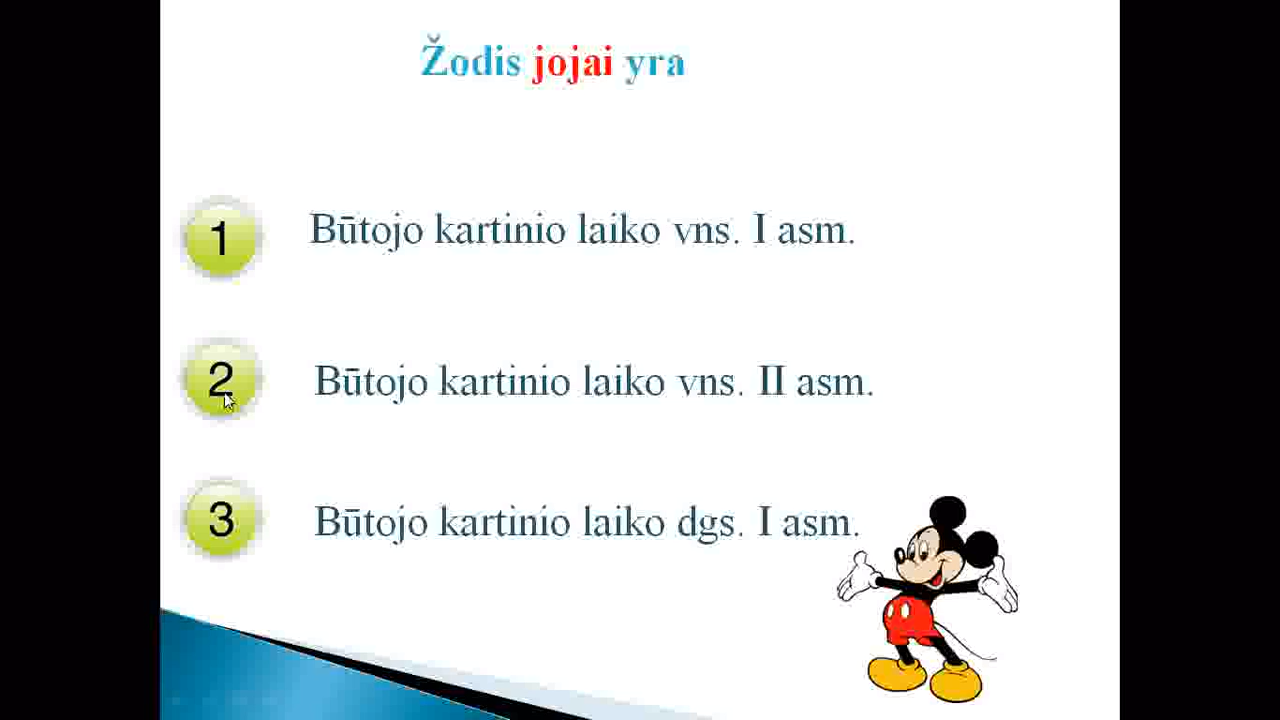 Žodis jojai yra
1 Būtojo kartinio laiko vns. I asm.
2 Būtojo kartinio laiko vns. II asm.
3 Būtojo kartinio laiko dgs. I asm.